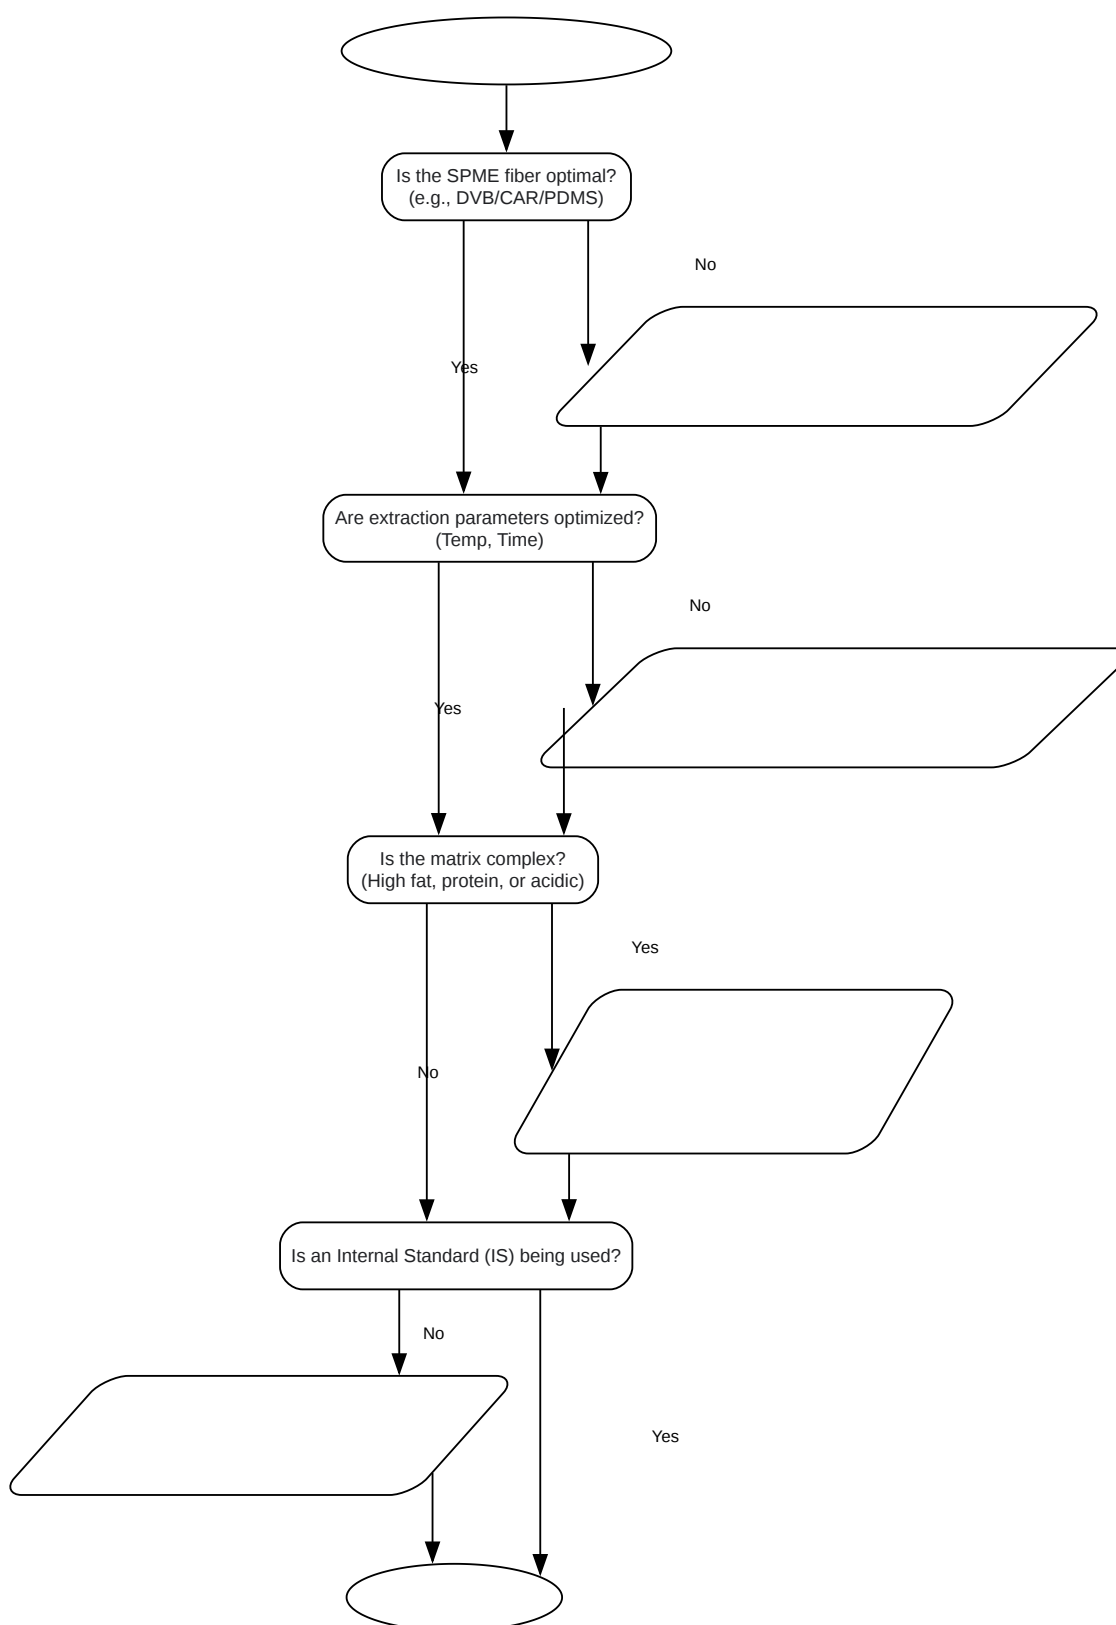 Is the SPME fiber optimal?
(e.g., DVB/CAR/PDMS)
No
Yes
Are extraction parameters optimized?
(Temp, Time)
No
Yes
Is the matrix complex?
(High fat, protein, or acidic)
Yes
No
Is an Internal Standard (IS) being used?
No
Yes